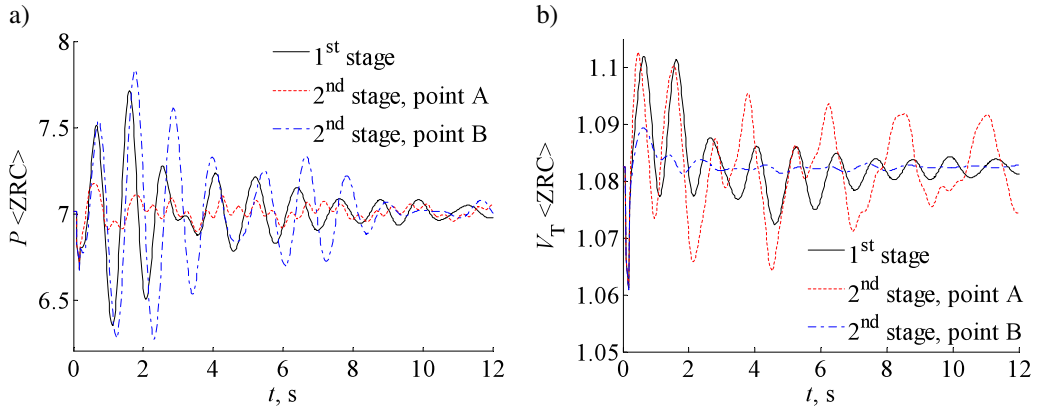 a)
P <ZRC>
8
7.5
7
6.5
0
2
4
6
8
10
12
t, s
1st stage
2nd stage, point A
2nd stage, point B
b)
VT <ZRC>
1.1
1.09
1.08
1.07
1.06
1.05
0
2
4
6
8
10
12
t, s
1st stage
2nd stage, point A
2nd stage, point B